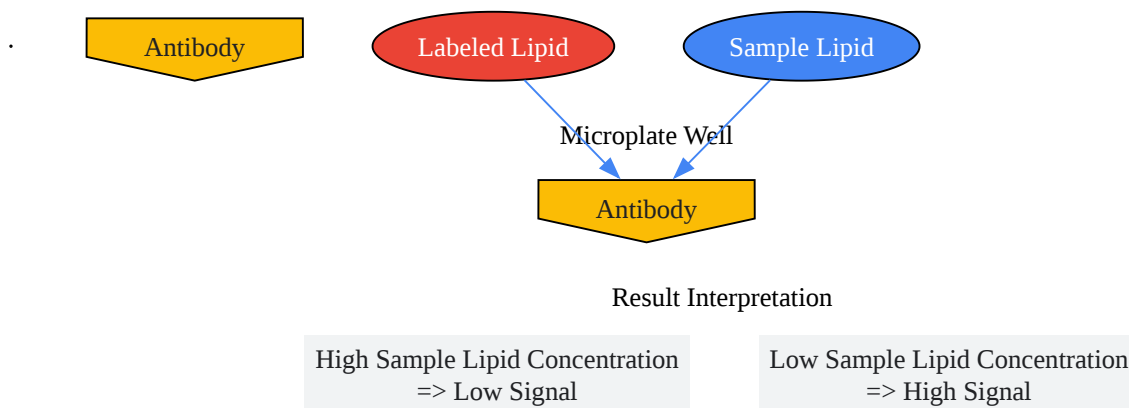 .
Antibody
Labeled Lipid
Sample Lipid
Microplate Well
Antibody
Result Interpretation
High Sample Lipid Concentration
=> Low Signal
Low Sample Lipid Concentration
=> High Signal